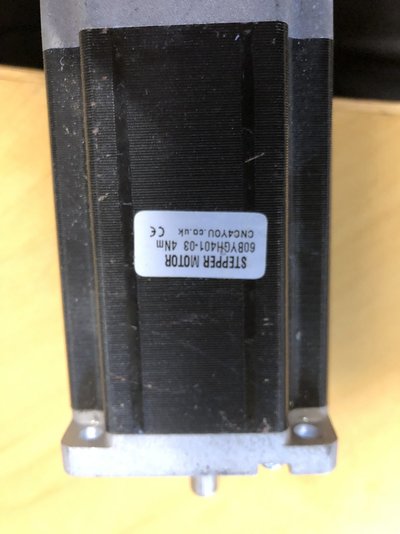 STEPPER MOTOR
60BYGH401-03 4Nm
CNC4YOU.co.uk CE